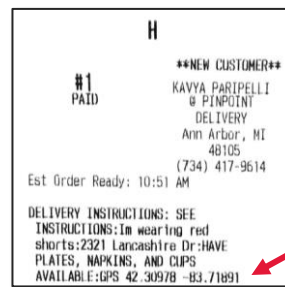 H
**NEW CUSTOMER**
#1
PAID
KAVYA PARIPELLI
@ PINPOINT
DELIVERY
Ann Arbor, MI
48105
(734) 417-9614
Est Order Ready: 10:51 AM
DELIVERY INSTRUCTIONS: SEE
INSTRUCTIONS:Im wearing red
shorts:2321 Lancashire Dr:HAVE
PLATES, NAPKINS, AND CUPS
AVAILABLE:GPS 42.30978 -83.71891